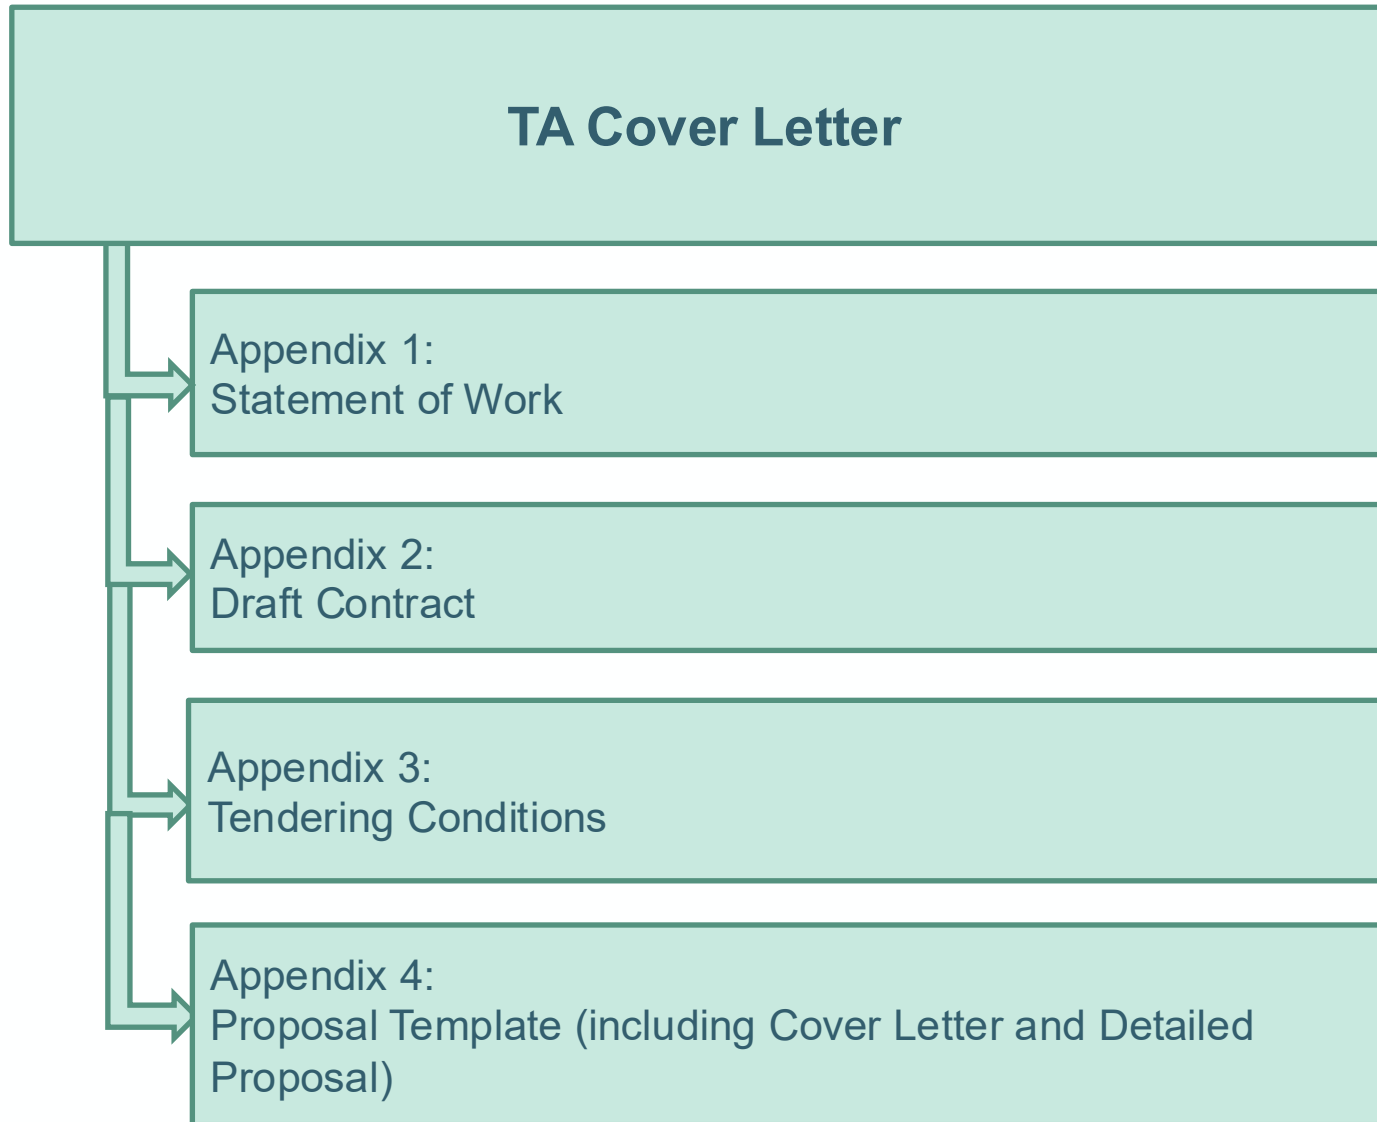 TA Cover Letter
Appendix 1:
Statement of Work
Appendix 2:
Draft Contract
Appendix 3:
Tendering Conditions
Appendix 4:
Proposal Template (including Cover Letter and Detailed
Proposal)